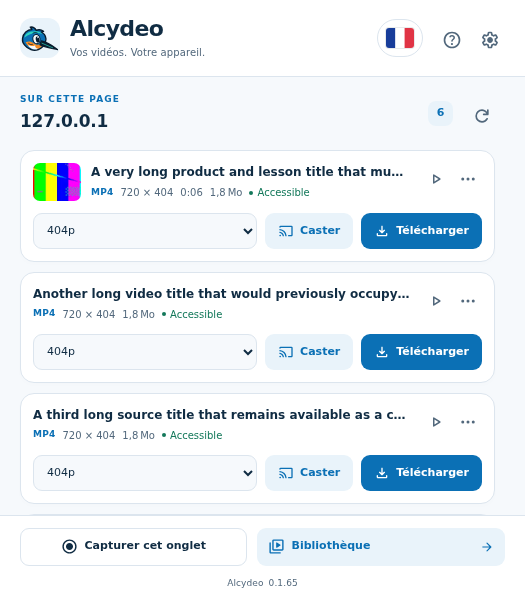 Alcydeo
Vos vidéos. Votre appareil.
SUR CETTE PAGE
127.0.0.1
6
A very long product and lesson title that mu…
MP4 720 × 404 0:06 1,8 Mo • Accessible
404p
Caster
Télécharger
Another long video title that would previously occupy…
MP4 720 × 404 1,8 Mo • Accessible
404p
Caster
Télécharger
A third long source title that remains available as a c…
MP4 720 × 404 1,8 Mo • Accessible
404p
Caster
Télécharger
Capturer cet onglet
Bibliothèque
Alcydeo 0.1.65